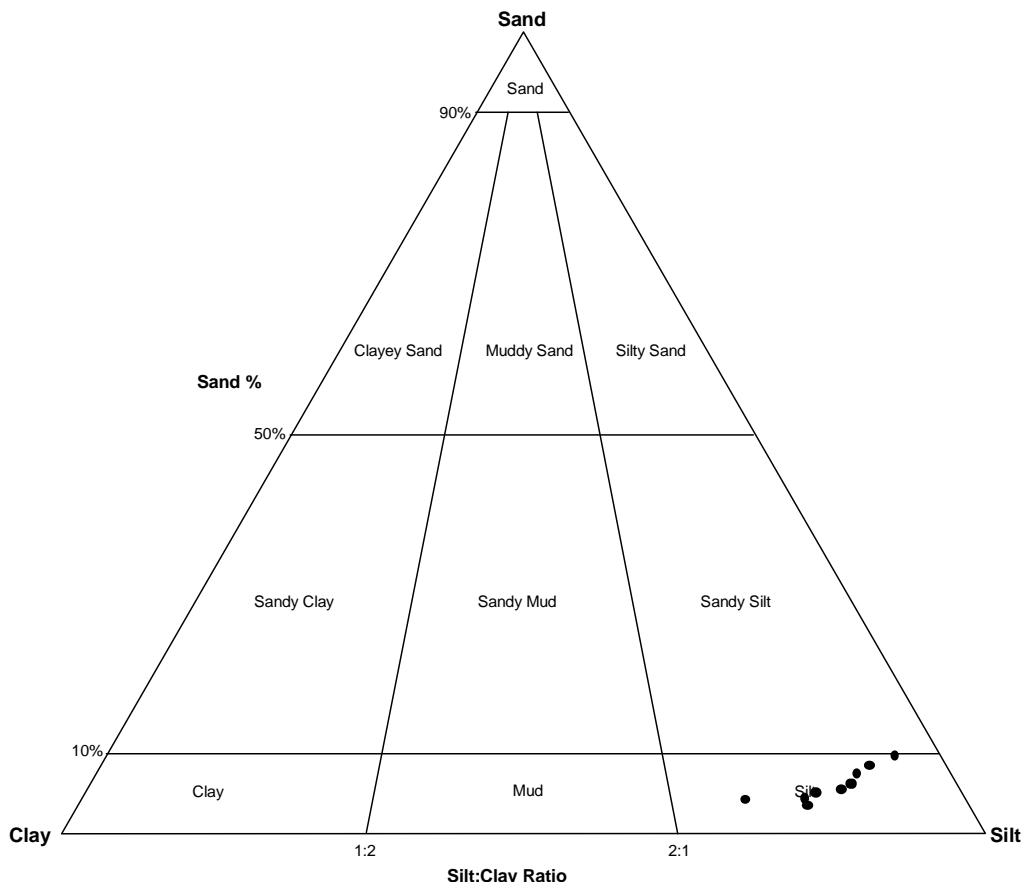 Sand
Sand
90%
Clayey Sand Muddy Sand Silty Sand
Sand %
50%
Sandy Clay Sandy Mud Sandy Silt
10%
Clay Mud Silt
Clay Silt
1:2 2:1
Silt:Clay Ratio